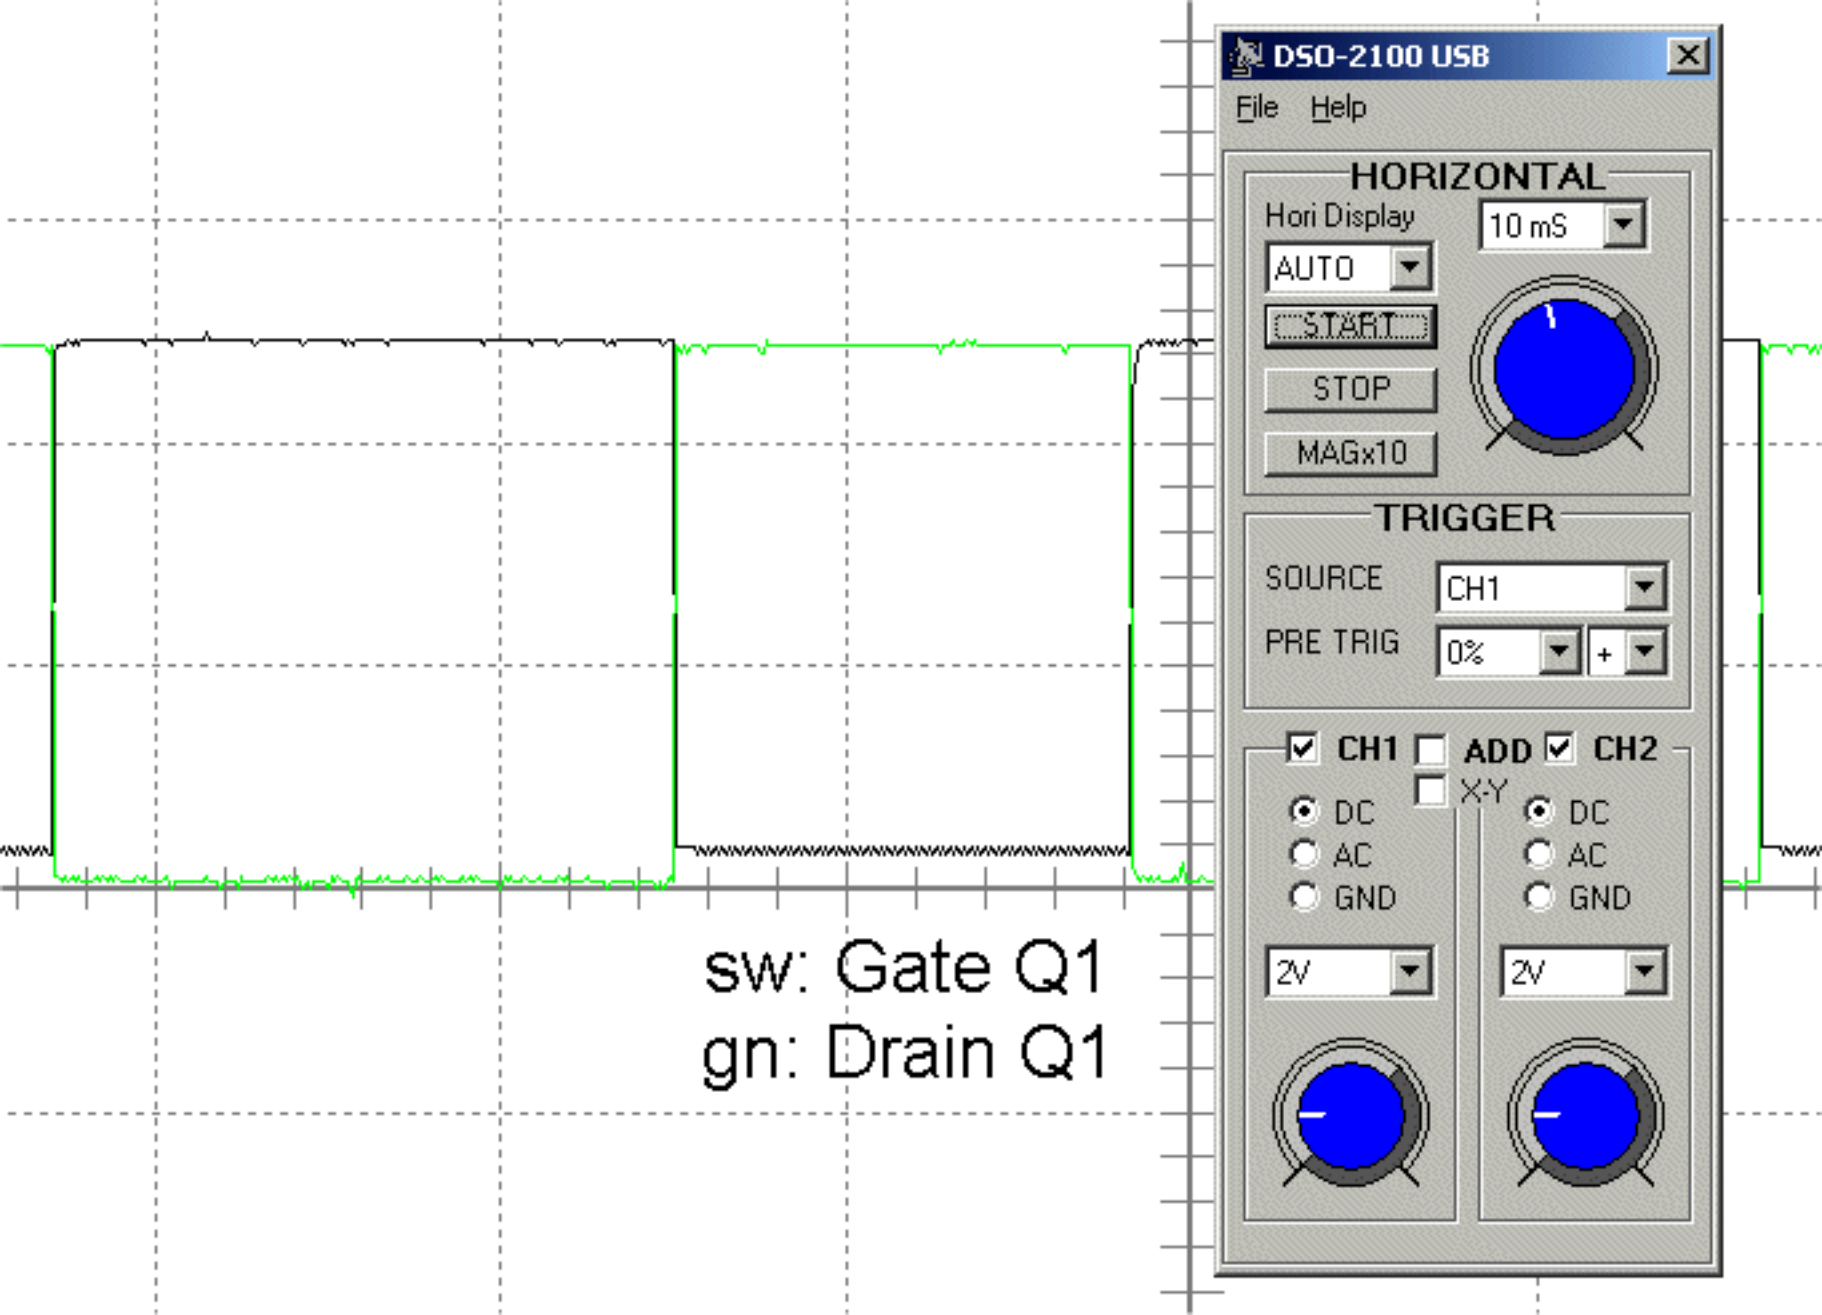 DSO-2100 USB
File Help
HORIZONTAL
Hori Display
10 mS
AUTO
START
STOP
MAGx10
TRIGGER
SOURCE
CH1
PRE TRIG
0%
+
CH1 ADD CH2
X-Y
DC DC
AC AC
GND GND
2V 2V
sw: Gate Q1
gn: Drain Q1